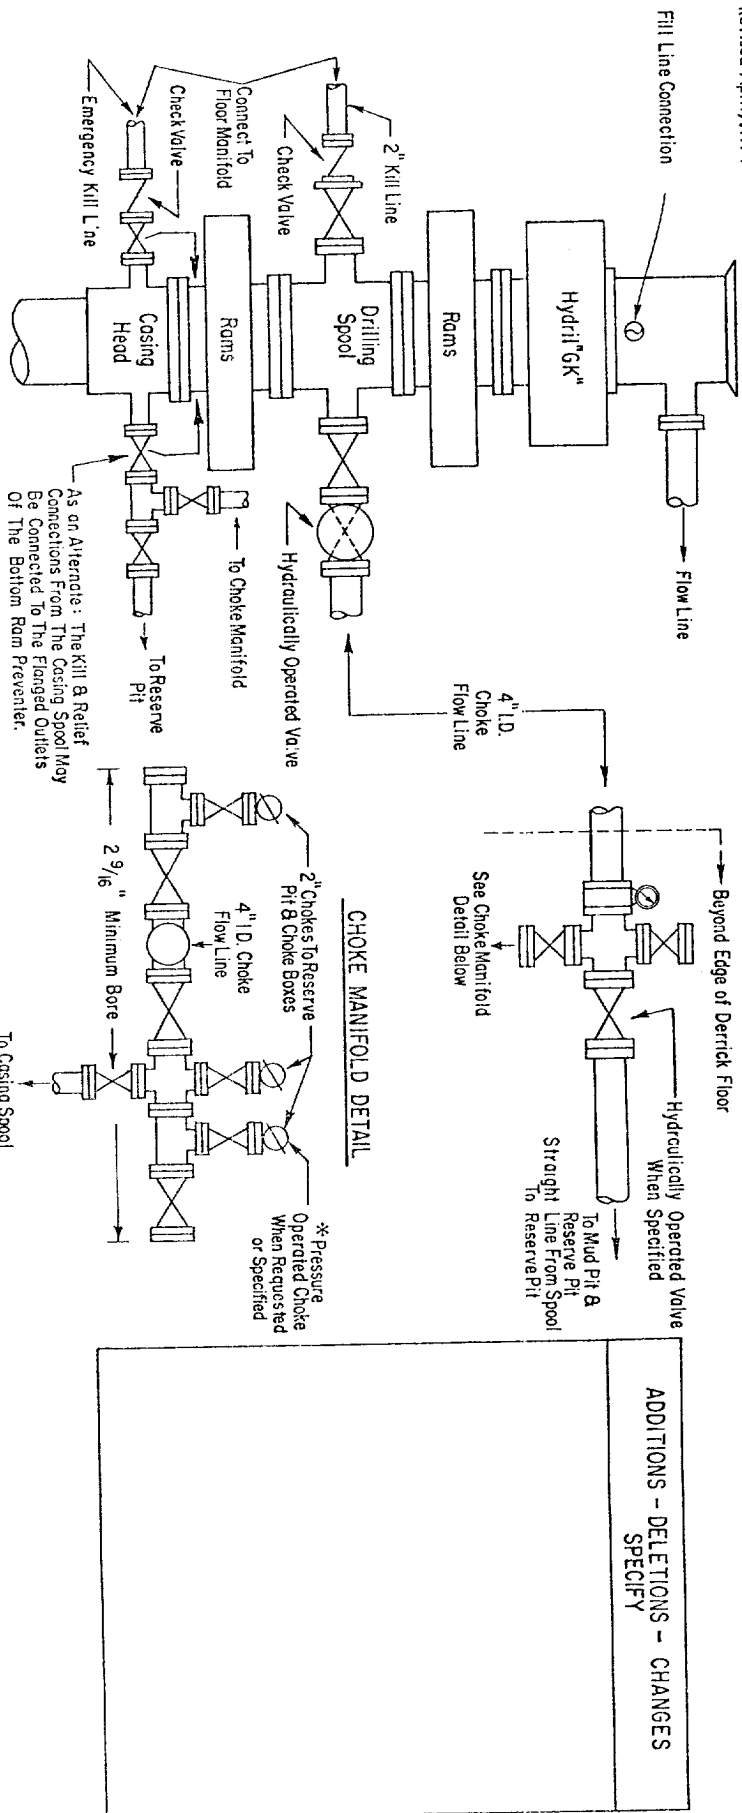 Fill Line Connection
Flow Line
Hydril "GK"
Rams
Drilling
Spool
2" Kill Line
Check Valve
Connect To
Floor Manifold
Rams
Check Valve
Emergency Kill Line
Casing
Head
Hydraulically Operated Valve
To Choke Manifold
To Reserve
Pit
As an Alternate: The Kill & Relief
Connections From The Casing Spool May
Be Connected To The Flanged Outlets
Of The Bottom Ram Preventer.
4" I.D.
Choke
Flow Line
Beyond Edge of Derrick Floor
Hydraulically Operated Valve
When Specified
See Choke Manifold
Detail Below
To Mud Pit &
Reserve Pit
Straight Line From Spool
To Reserve Pit
CHOKE MANIFOLD DETAIL
2" Chokes To Reserve
Pit & Choke Boxes
4" I.D. Choke
Flow Line
2 9/16" Minimum Bore
*Pressure
Operated Choke
When Requested
or Specified
To Casing Spool
ADDITIONS - DELETIONS - CHANGES
SPECIFY